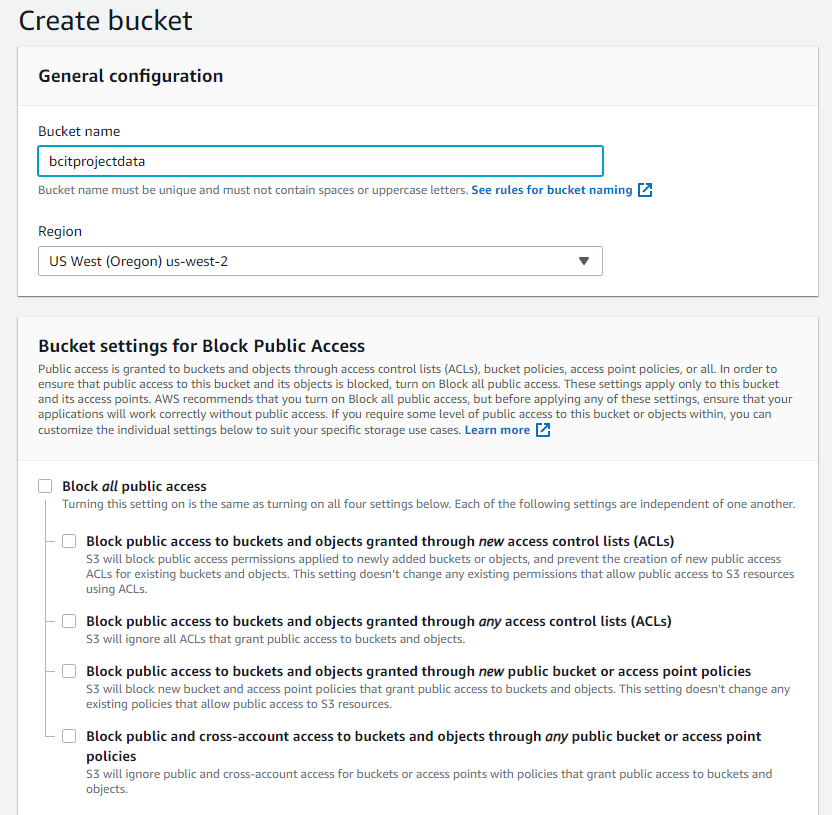 Create bucket
General configuration
Bucket name
bcitprojectdata
Bucket name must be unique and must not contain spaces or uppercase letters. See rules for bucket naming
Region
US West (Oregon) us-west-2
Bucket settings for Block Public Access
Public access is granted to buckets and objects through access control lists (ACLs), bucket policies, access point policies, or all. In order to
ensure that public access to this bucket and its objects is blocked, turn on Block all public access. These settings apply only to this bucket
and its access points. AWS recommends that you turn on Block all public access, but before applying any of these settings, ensure that your
applications will work correctly without public access. If you require some level of public access to this bucket or objects within, you can
customize the individual settings below to suit your specific storage use cases. Learn more
Block all public access
Turning this setting on is the same as turning on all four settings below. Each of the following settings are independent of one another.
Block public access to buckets and objects granted through new access control lists (ACLs)
S3 will block public access permissions applied to newly added buckets or objects, and prevent the creation of new public access
ACLs for existing buckets and objects. This setting doesn't change any existing permissions that allow public access to S3 resources
using ACLs.
Block public access to buckets and objects granted through any access control lists (ACLs)
S3 will ignore all ACLs that grant public access to buckets and objects.
Block public access to buckets and objects granted through new public bucket or access point policies
S3 will block new bucket and access point policies that grant public access to buckets and objects. This setting doesn't change any
existing policies that allow public access to S3 resources.
Block public and cross-account access to buckets and objects through any public bucket or access point
policies
S3 will ignore public and cross-account access for buckets or access points with policies that grant public access to buckets and
objects.